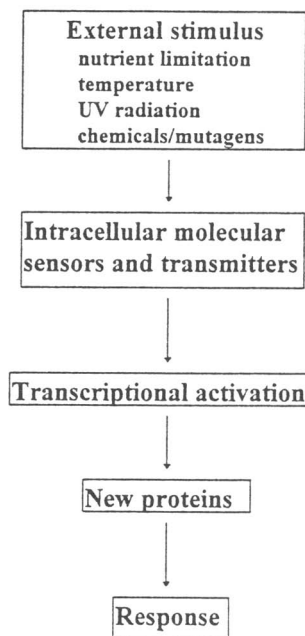 External stimulus
nutrient limitation
temperature
UV radiation
chemicals/mutagens
Intracellular molecular
sensors and transmitters
Transcriptional activation
New proteins
Response